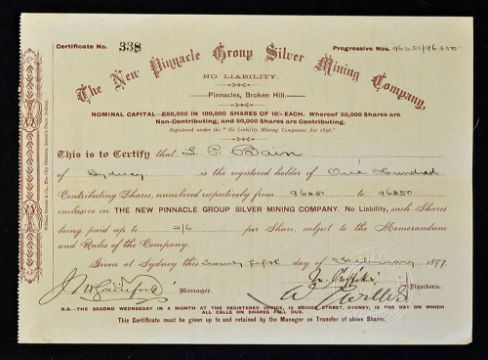 Certificate No. 338
Progressive Nos. 96251/96350
The New Pinnacle Group Silver Mining Company,
NO LIABILITY.
Pinnacles, Broken Hill.
NOMINAL CAPITAL—£50,000 IN 100,000 SHARES OF 10/- EACH. Whereof 50,000 Shares are
Non-Contributing, and 50,000 Shares are Contributing.
Registered under the "No Liability Mining Companies Act 1896."
This is to Certify that L. P. Bain
of Sydney is the registered holder of One Hundred
Contributing Shares, numbered respectively from 96251 to 96350
inclusive in THE NEW PINNACLE GROUP SILVER MINING COMPANY, No Liability, such Shares
being paid up to 2/6 per Share, subject to the Memorandum
and Rules of the Company.
Given at Sydney this twenty fifth day of February 1897.
Manager.
Directors.
N.B.—THE SECOND WEDNESDAY IN A MONTH AT THE REGISTERED OFFICE, 16 BRIDGE STREET, SYDNEY, IS THE DAY ON WHICH
ALL CALLS ON SHARES FALL DUE.
This Certificate must be given up to and retained by the Manager on Transfer of above Shares.